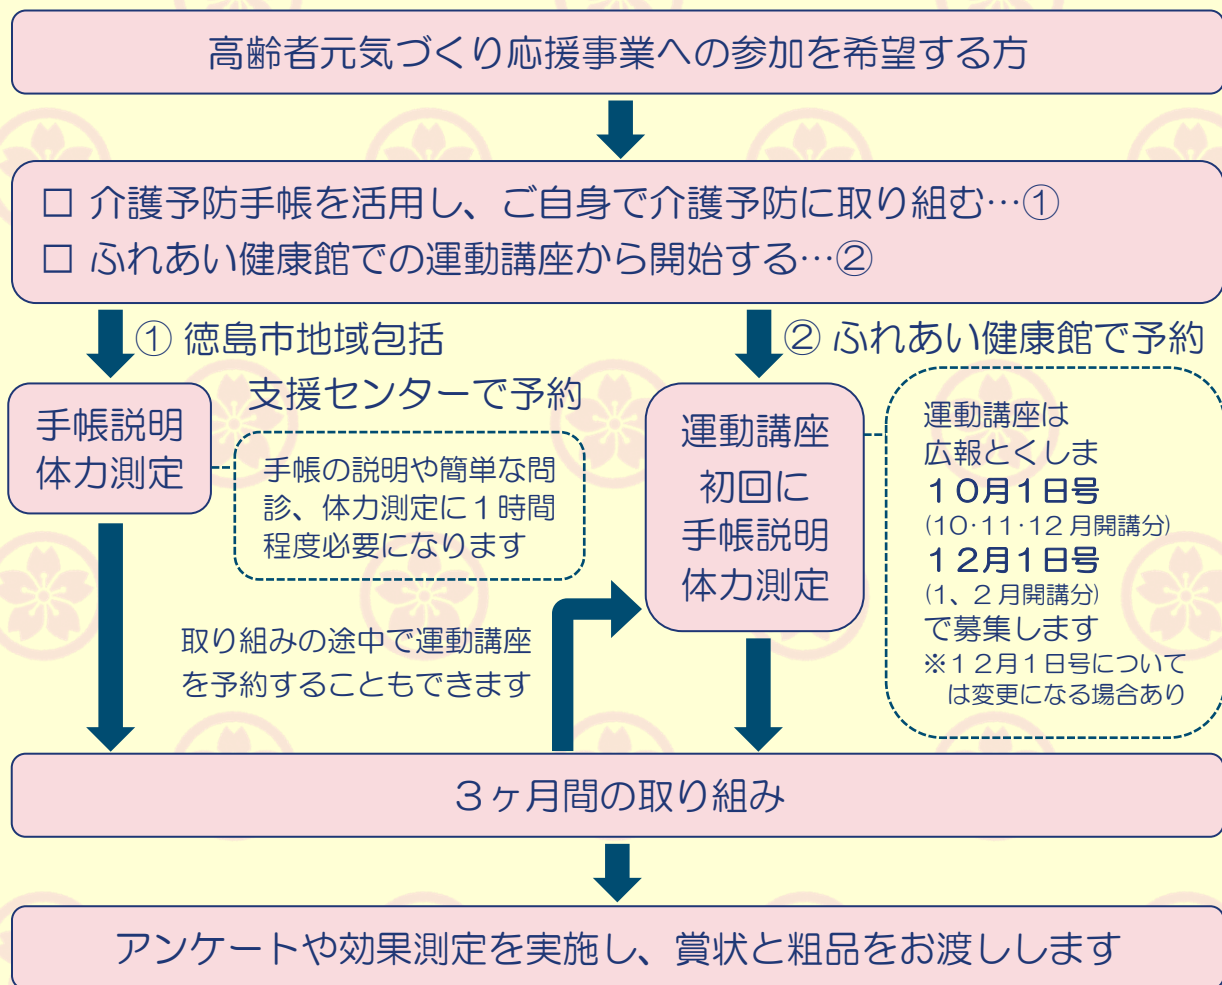 高齢者元気づくり応援事業への参加を希望する方
□ 介護予防手帳を活用し、ご自身で介護予防に取り組む…①
□ ふれあい健康館での運動講座から開始する…②
① 徳島市地域包括
支援センターで予約
手帳説明
体力測定
手帳の説明や簡単な問
診、体力測定に１時間
程度必要になります
② ふれあい健康館で予約
運動講座
初回に
手帳説明
体力測定
運動講座は
広報とくしま
１０月１日号
(10･11･12 月開講分)
１２月１日号
(1、２月開講分)
で募集します
※１２月１日号について
は変更になる場合あり
取り組みの途中で運動講座
を予約することもできます
３ヶ月間の取り組み
アンケートや効果測定を実施し、賞状と粗品をお渡しします